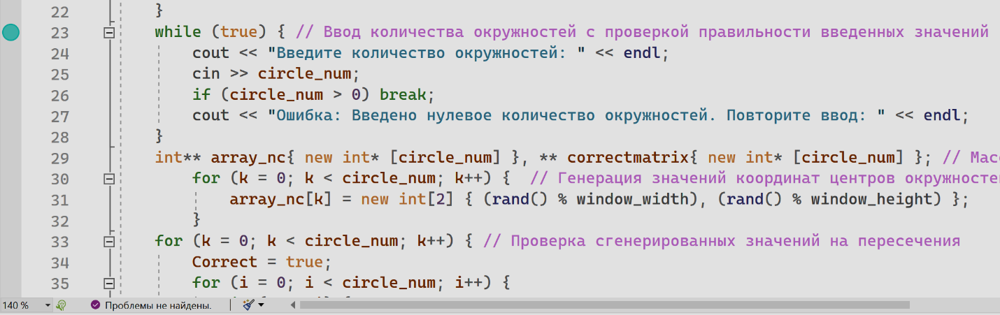 22 }
23 while (true) { // Ввод количества окружностей с проверкой правильности введенных значений
24 cout << "Введите количество окружностей: " << endl;
25 cin >> circle_num;
26 if (circle_num > 0) break;
27 cout << "Ошибка: Введено нулевое количество окружностей. Повторите ввод: " << endl;
28 }
29 int** array_nc{ new int* [circle_num] }, ** correctmatrix{ new int* [circle_num] }; // Масс
30 for (k = 0; k < circle_num; k++) { // Генерация значений координат центров окружносте
31 array_nc[k] = new int[2] { (rand() % window_width), (rand() % window_height) };
32 }
33 for (k = 0; k < circle_num; k++) { // Проверка сгенерированных значений на пересечения
34 Correct = true;
35 for (i = 0; i < circle_num; i++) {
140 % Проблемы не найдены.